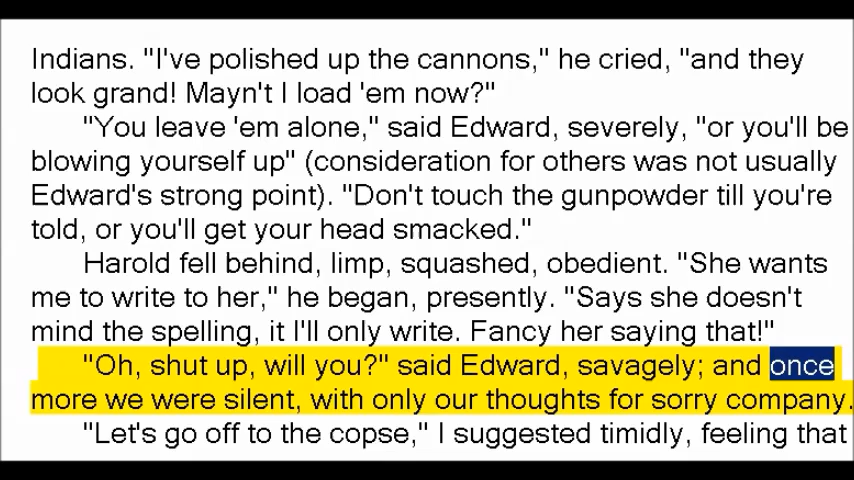 Indians. "I've polished up the cannons," he cried, "and they
look grand! Mayn't I load 'em now?"
"You leave 'em alone," said Edward, severely, "or you'll be
blowing yourself up" (consideration for others was not usually
Edward's strong point). "Don't touch the gunpowder till you're
told, or you'll get your head smacked."
Harold fell behind, limp, squashed, obedient. "She wants
me to write to her," he began, presently. "Says she doesn't
mind the spelling, it I'll only write. Fancy her saying that!"
"Oh, shut up, will you?" said Edward, savagely; and once
more we were silent, with only our thoughts for sorry company.
"Let's go off to the copse," I suggested timidly, feeling that